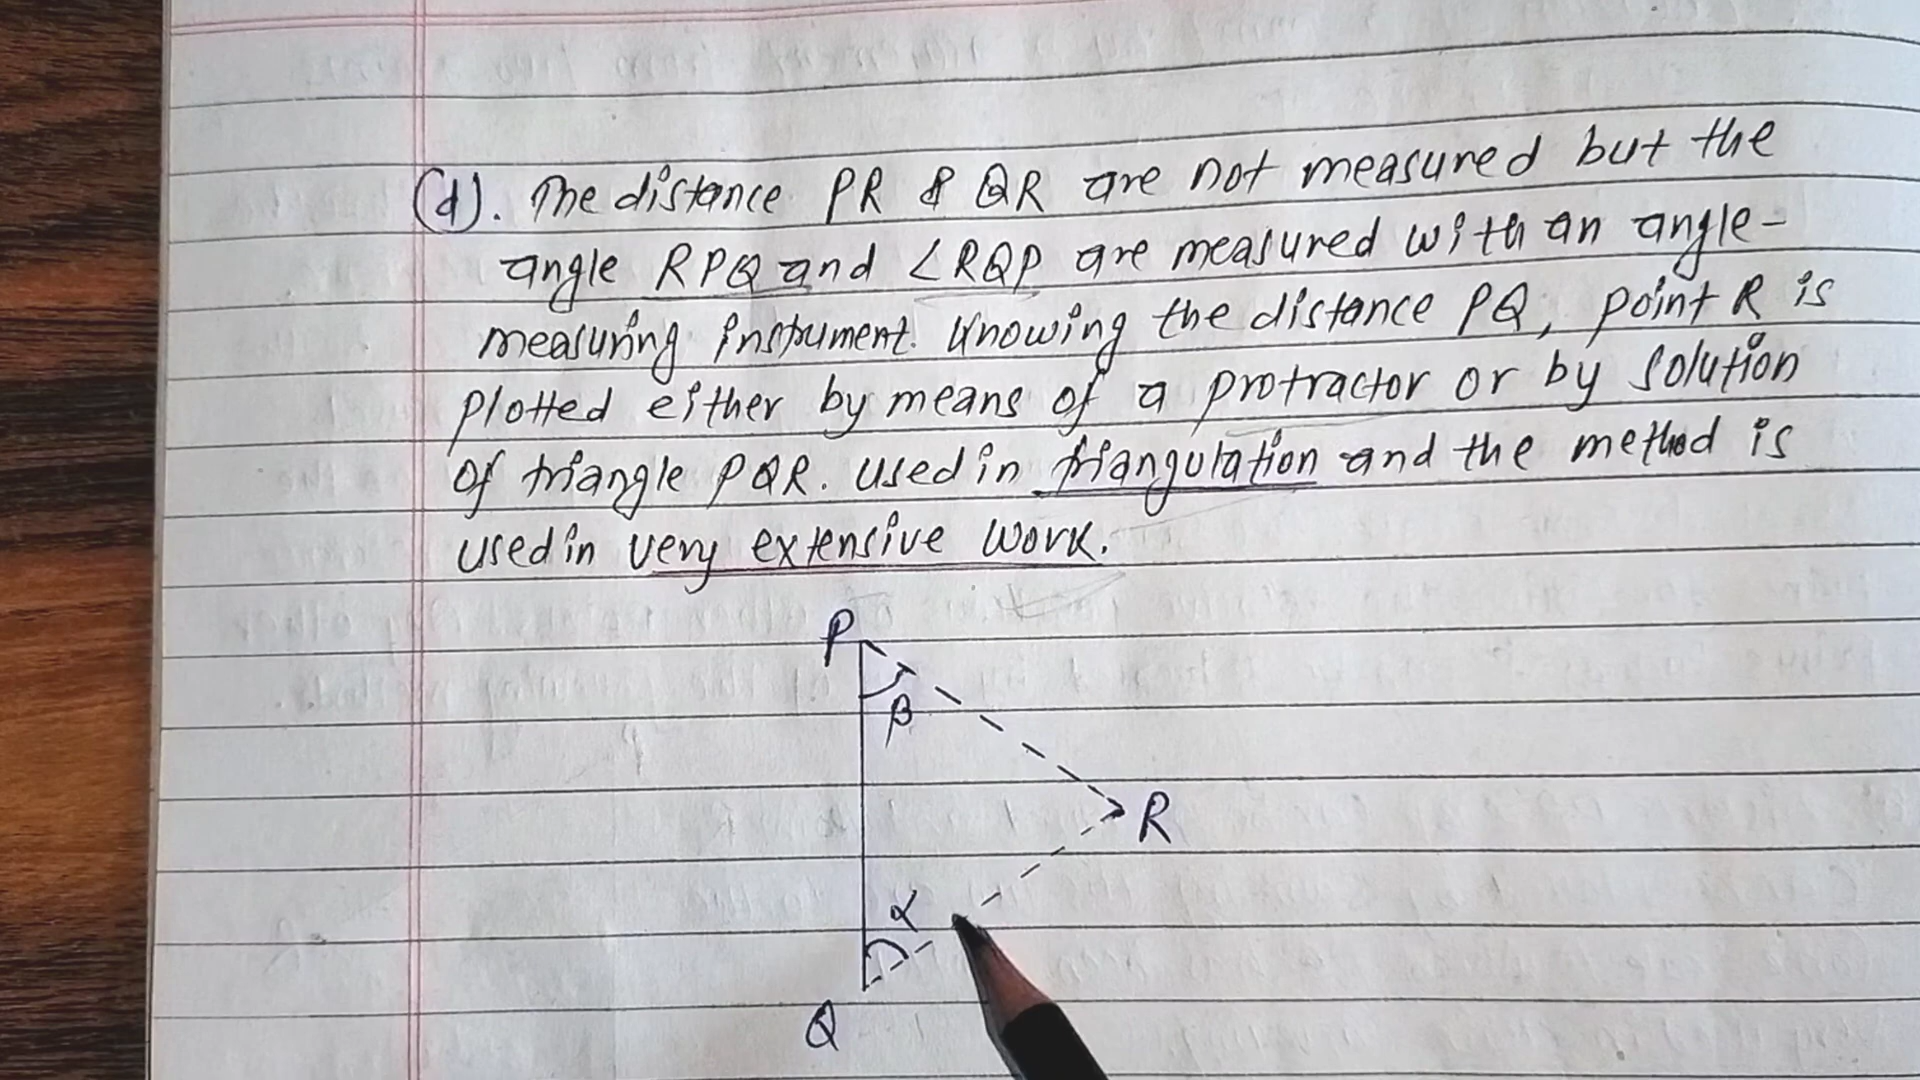 (d). The distance PR & QR are not measured but the
angle RPQ and ∠RQP are measured with an angle-
measuring instrument. Knowing the distance PQ, point R is
plotted either by means of a protractor or by solution
of triangle PQR. Used in triangulation and the method is
used in very extensive work.
P
β
R
α
Q